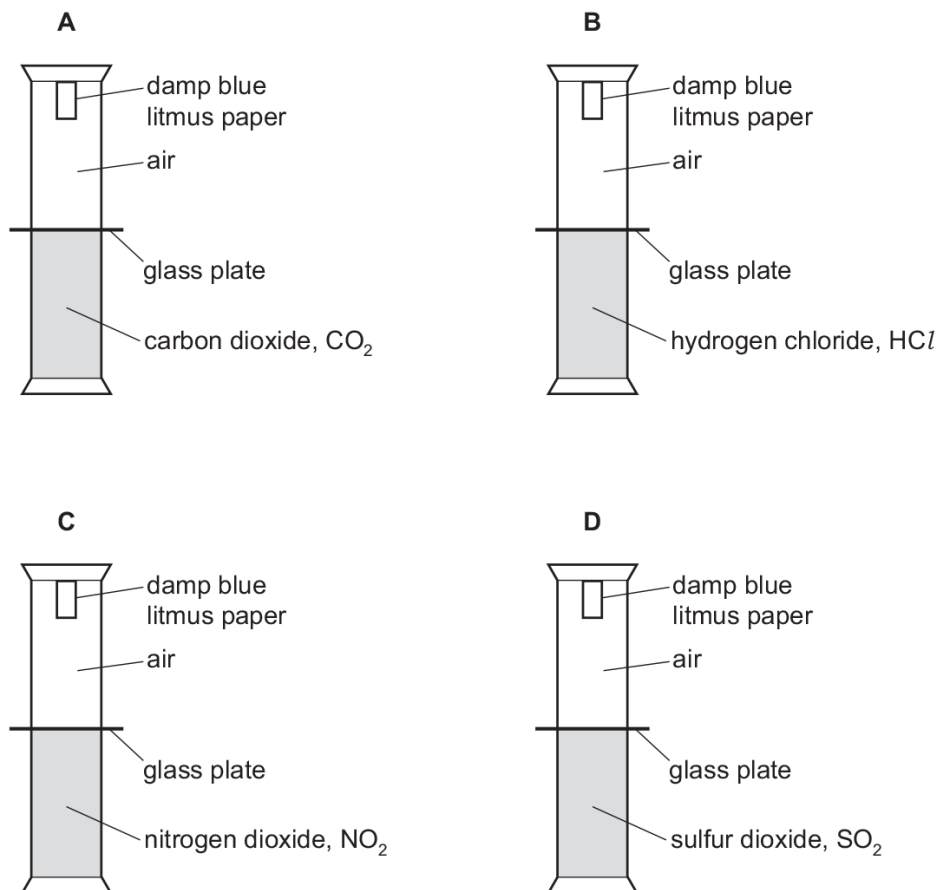 A
damp blue
litmus paper
air
glass plate
carbon dioxide, CO₂
B
damp blue
litmus paper
air
glass plate
hydrogen chloride, HCl
C
damp blue
litmus paper
air
glass plate
nitrogen dioxide, NO₂
D
damp blue
litmus paper
air
glass plate
sulfur dioxide, SO₂